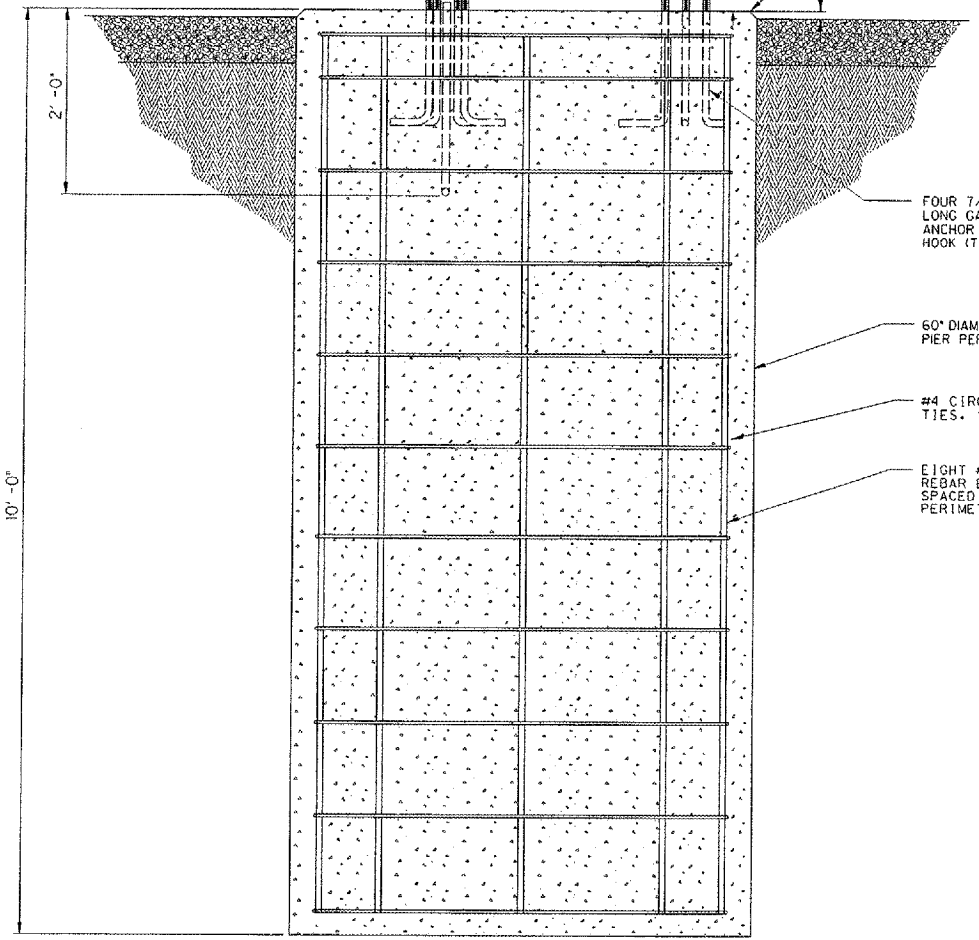 2'-0"
10'-0"
FOUR 7/
LONG GA
ANCHOR
HOOK (T
60" DIAM
PIER PER
#4 CIRC
TIES. 
EIGHT #
REBAR E
SPACED
PERIMET